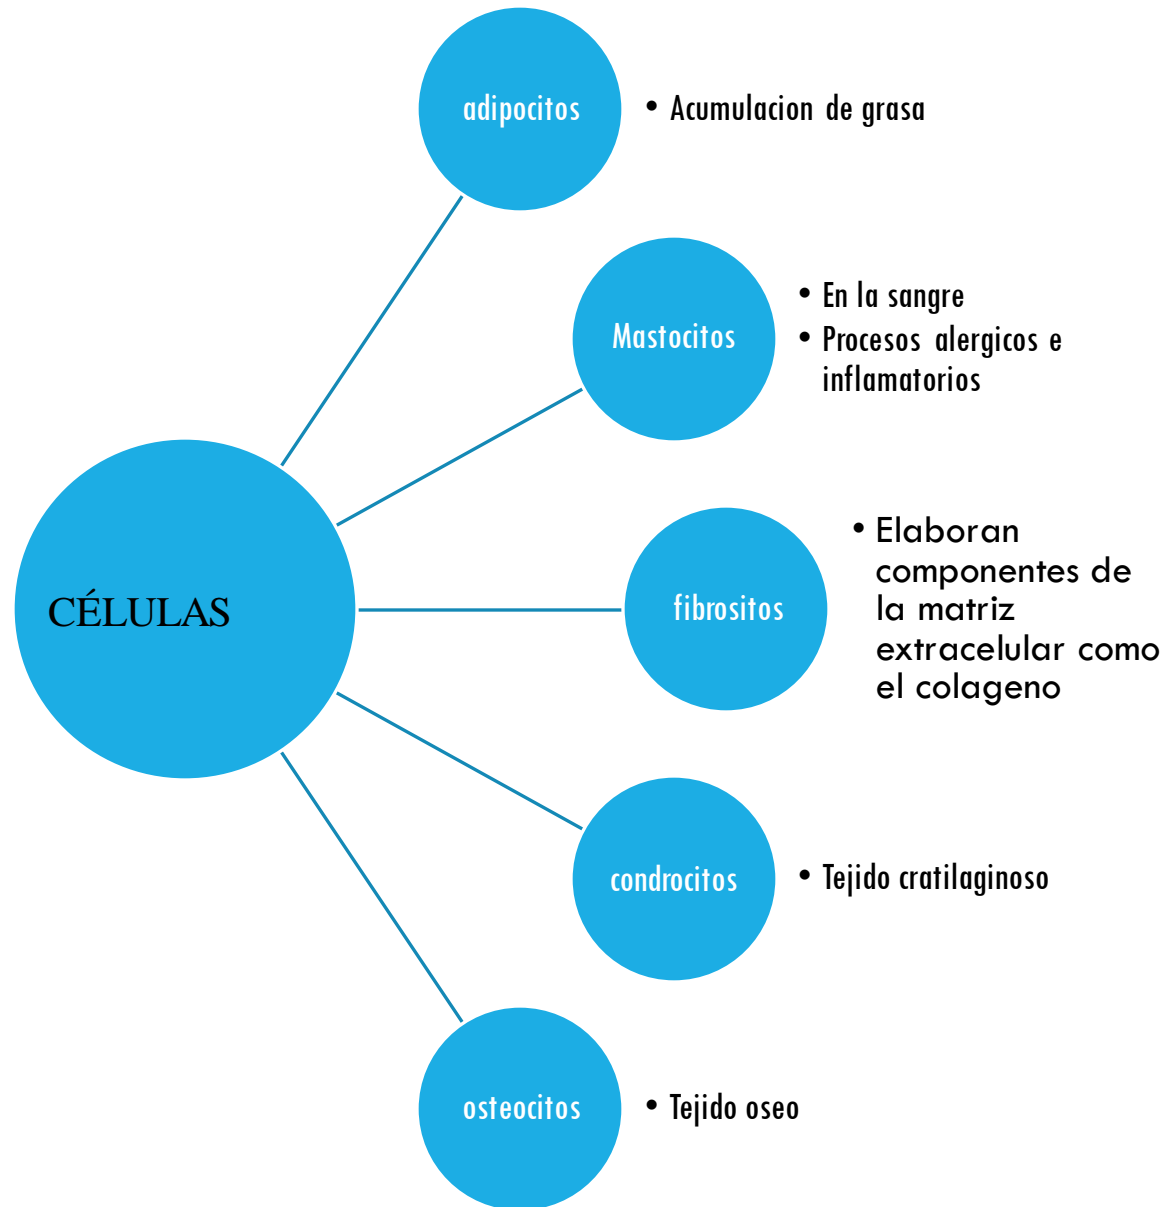 adipocitos
• Acumulacion de grasa
Mastocitos
• En la sangre
• Procesos alergicos e
inflamatorios
CÉLULAS
fibrositos
• Elaboran
componentes de
la matriz
extracelular como
el colageno
condrocitos
• Tejido cratilaginoso
osteocitos
• Tejido oseo